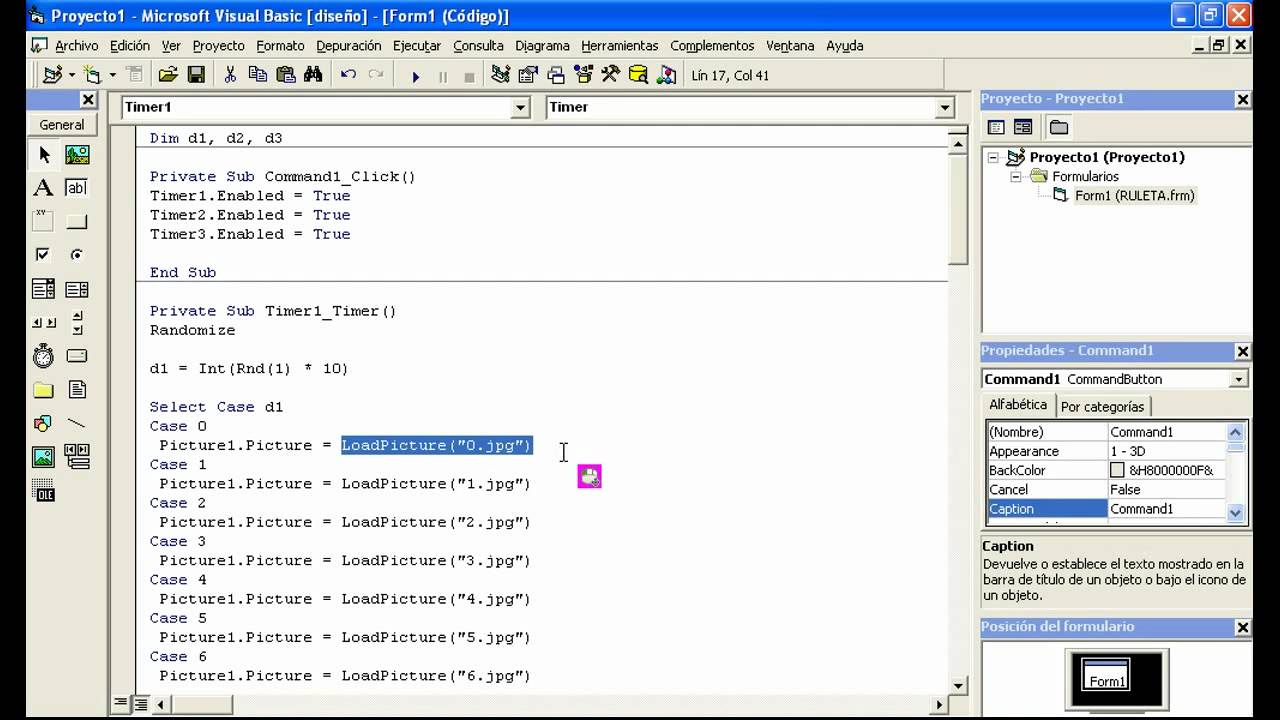 Proyecto1 - Microsoft Visual Basic [diseño] - [Form1 (Código)]
Archivo Edición Ver Proyecto Formato Depuración Ejecutar Consulta Diagrama Herramientas Complementos Ventana Ayuda
Lín 17, Col 41
General
A
abl
XY
OLE
Timer1
Timer
Dim d1, d2, d3
Private Sub Command1_Click()
Timer1.Enabled = True
Timer2.Enabled = True
Timer3.Enabled = True
End Sub
Private Sub Timer1_Timer()
Randomize
d1 = Int(Rnd(1) * 10)
Select Case d1
Case 0
Picture1.Picture = LoadPicture("0.jpg")
Case 1
Picture1.Picture = LoadPicture("1.jpg")
Case 2
Picture1.Picture = LoadPicture("2.jpg")
Case 3
Picture1.Picture = LoadPicture("3.jpg")
Case 4
Picture1.Picture = LoadPicture("4.jpg")
Case 5
Picture1.Picture = LoadPicture("5.jpg")
Case 6
Picture1.Picture = LoadPicture("6.jpg")
Proyecto - Proyecto1
Proyecto1 (Proyecto1)
Formularios
Form1 (RULETA.frm)
Propiedades - Command1
Command1 CommandButton
Alfabética Por categorías
(Nombre) Command1
Appearance 1 - 3D
BackColor &H8000000F&
Cancel False
Caption Command1
Caption
Devuelve o establece el texto mostrado en la
barra de título de un objeto o bajo el icono de
un objeto.
Posición del formulario
Form1